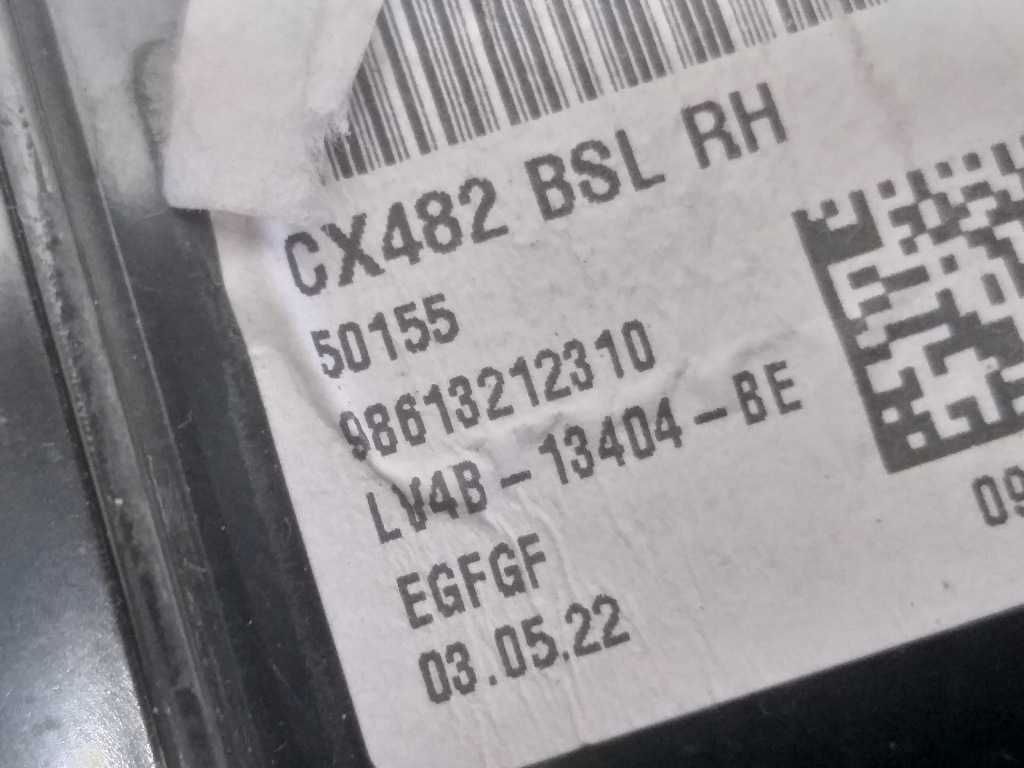 CX482 BSL RH
50155
98613212310
LV4B-13404-BE
EGFGF
03.05.22
09